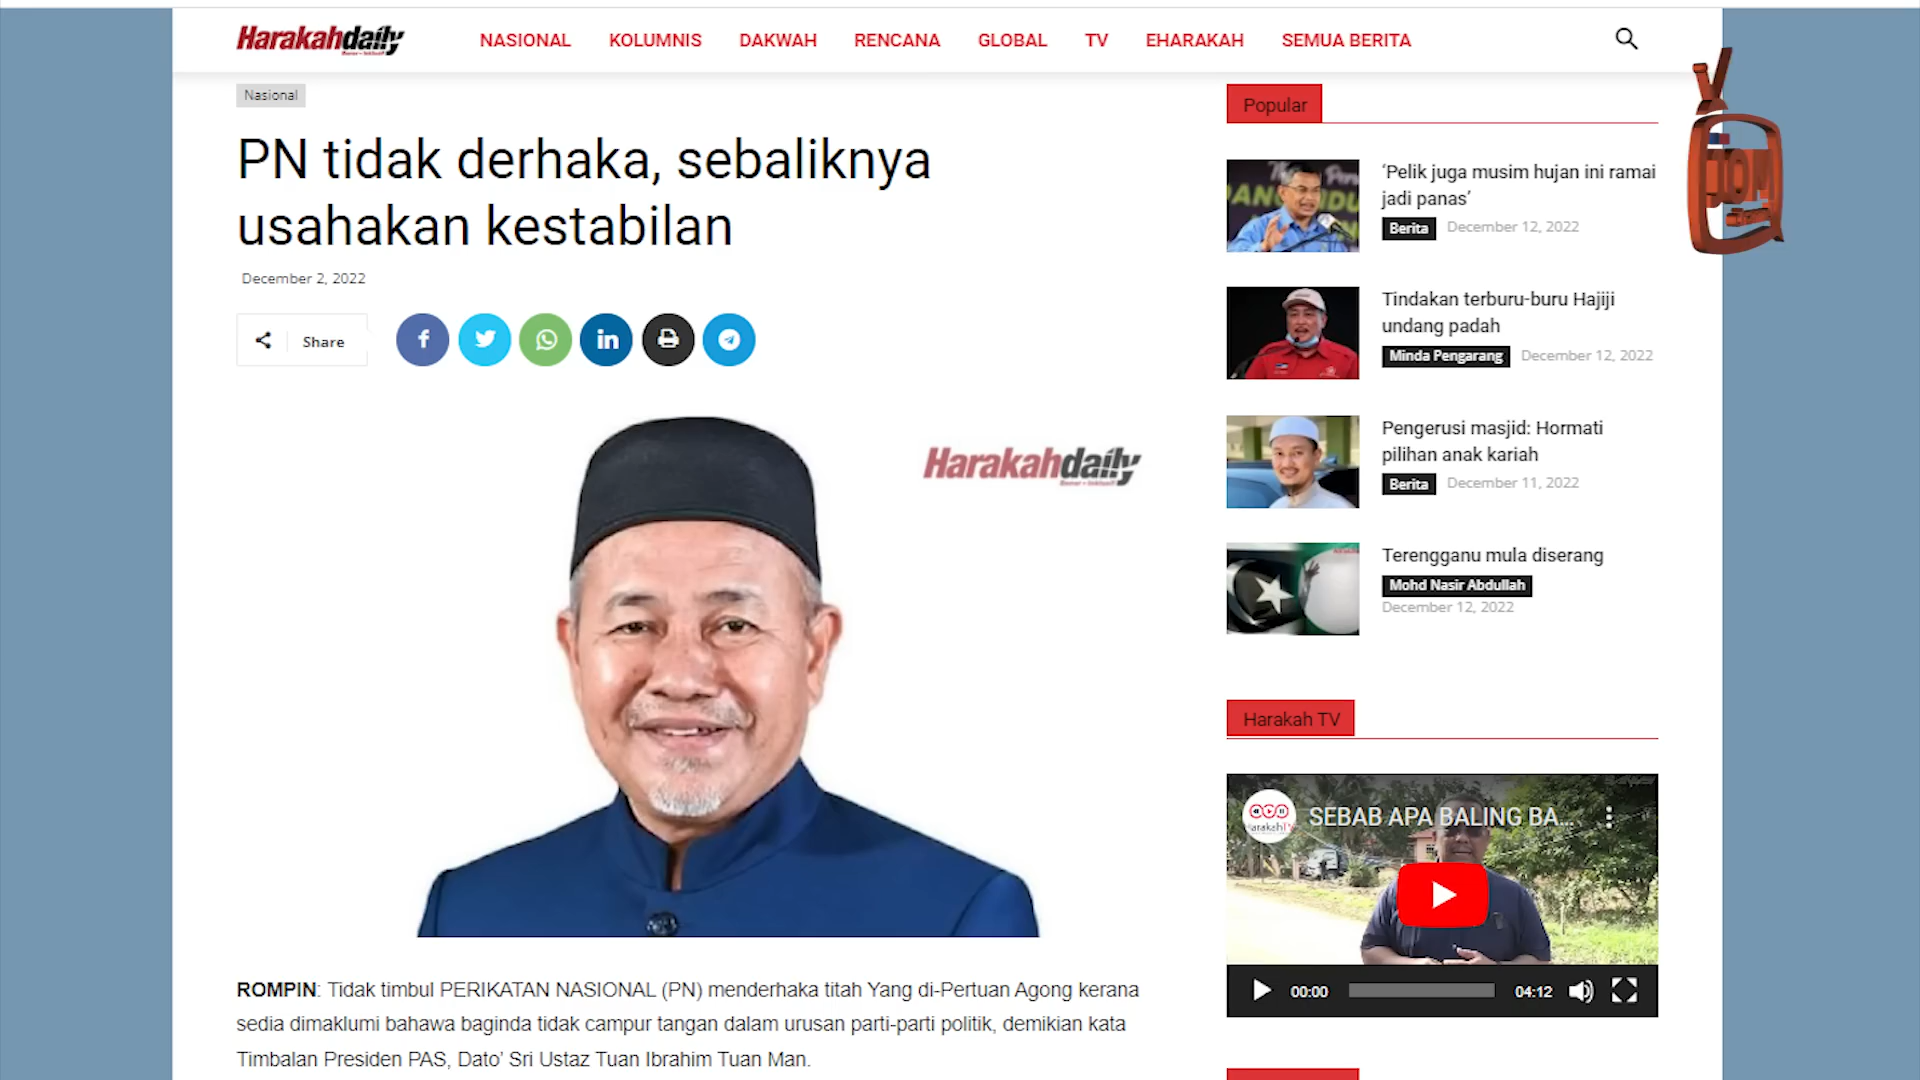 Harakahdaily
NASIONAL KOLUMNIS DAKWAH RENCANA GLOBAL TV EHARAKAH SEMUA BERITA
Nasional
PN tidak derhaka, sebaliknya
usahakan kestabilan
December 2, 2022
Share
Harakahdaily
ROMPIN: Tidak timbul PERIKATAN NASIONAL (PN) menderhaka titah Yang di-Pertuan Agong kerana
sedia dimaklumi bahawa baginda tidak campur tangan dalam urusan parti-parti politik, demikian kata
Timbalan Presiden PAS, Dato’ Sri Ustaz Tuan Ibrahim Tuan Man.
Popular
‘Pelik juga musim hujan ini ramai
jadi panas’
Berita December 12, 2022
Tindakan terburu-buru Hajiji
undang padah
Minda Pengarang December 12, 2022
Pengerusi masjid: Hormati
pilihan anak kariah
Berita December 11, 2022
Terengganu mula diserang
Mohd Nasir Abdullah
December 12, 2022
Harakah TV
SEBAB APA BALING BA...
00:00 04:12